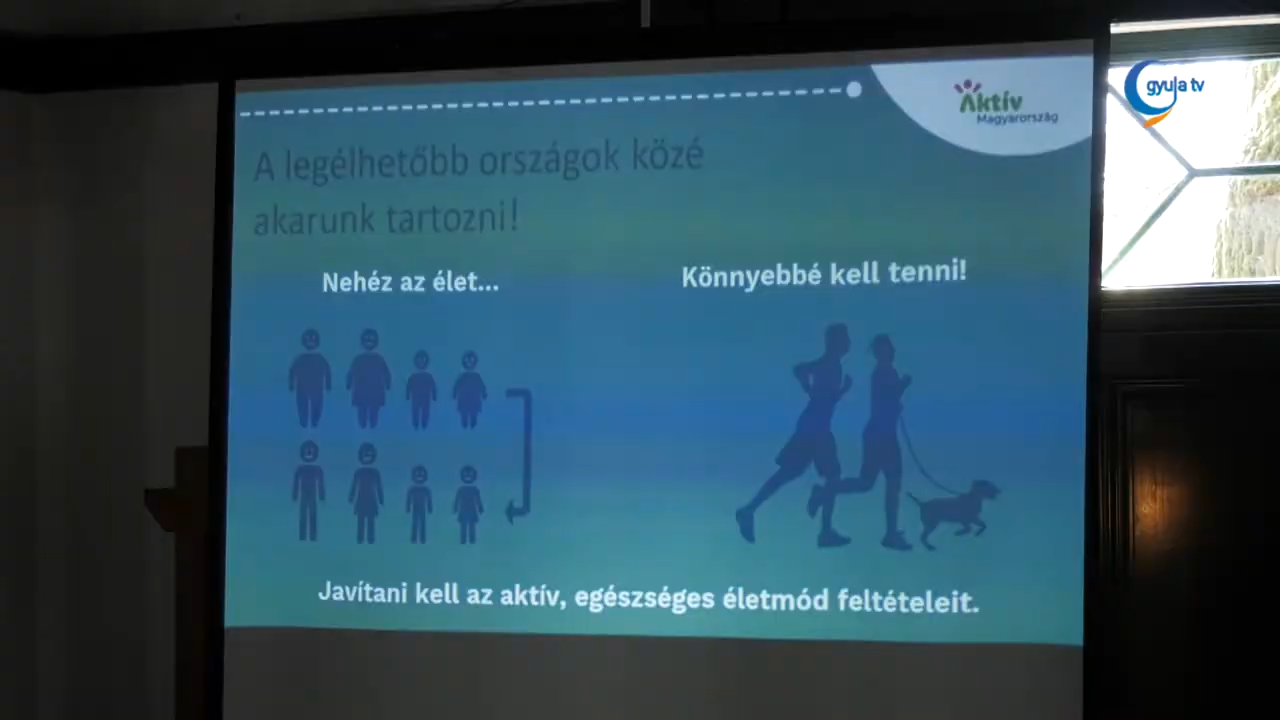 gyula tv
Aktív
Magyarország
A legélhetőbb országok közé
akarunk tartozni!
Nehéz az élet...
Könnyebbé kell tenni!
Javítani kell az aktív, egészséges életmód feltételeit.